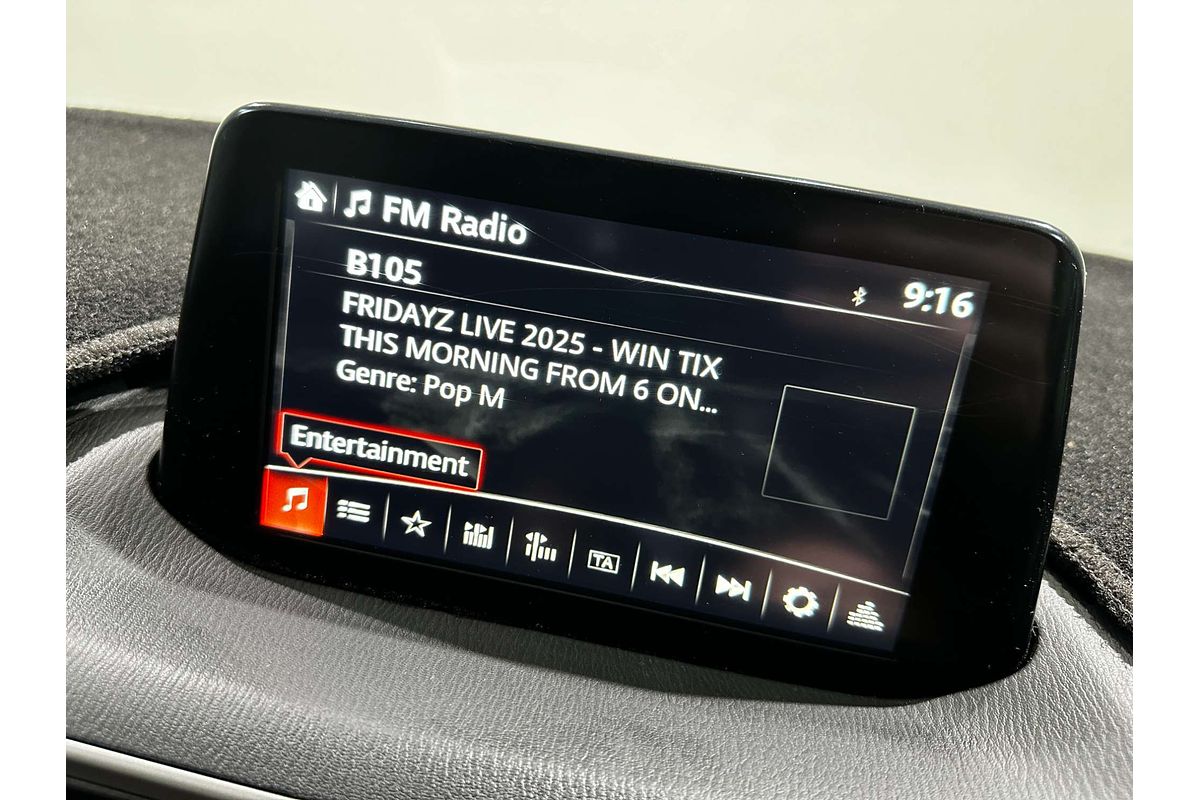 FM Radio
9:16
B105
FRIDAYZ LIVE 2025 - WIN TIX
THIS MORNING FROM 6 ON...
Genre: Pop M
Entertainment
TA